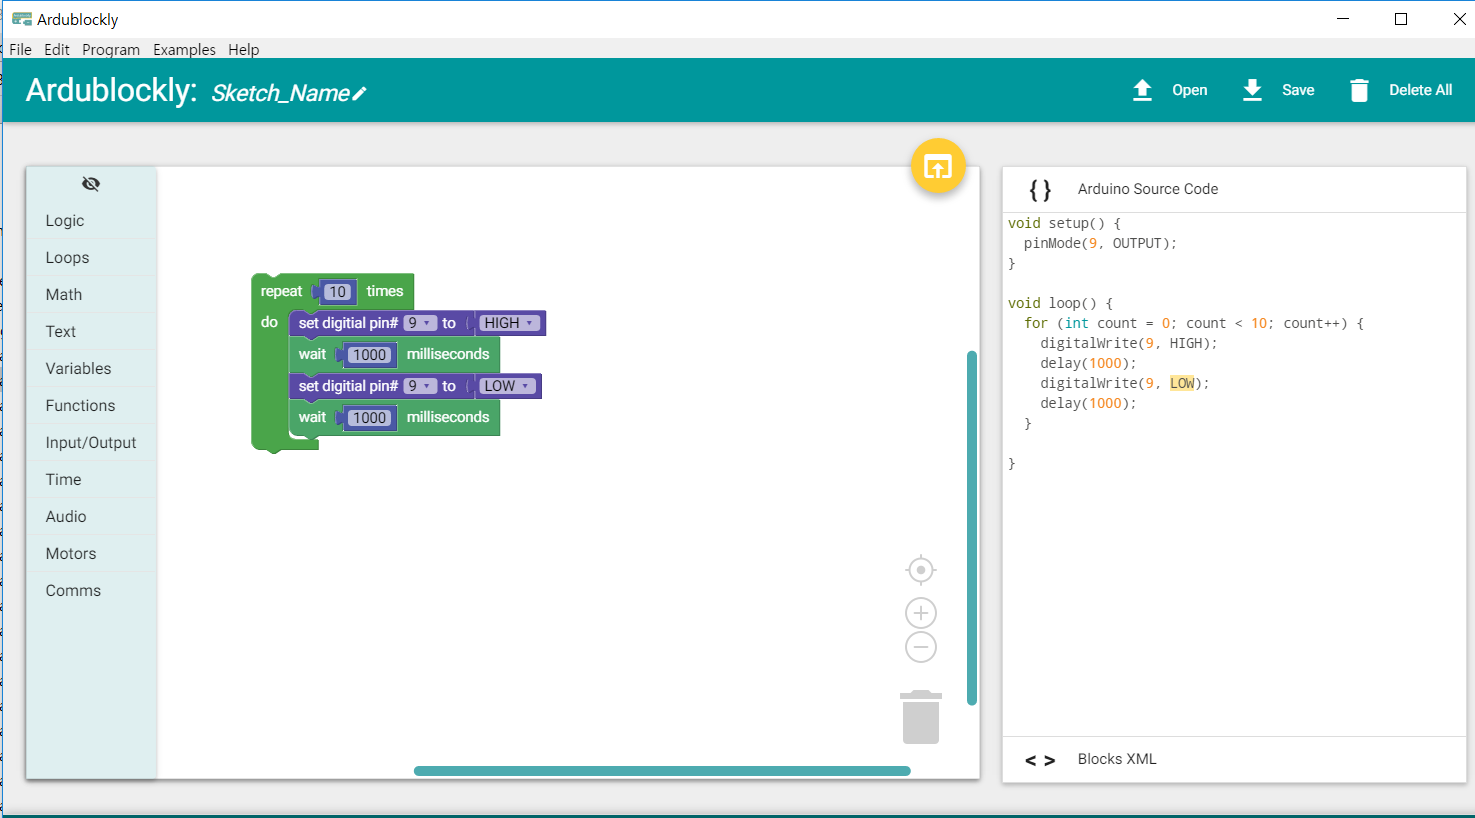 Ardublockly
File Edit Program Examples Help
Ardublockly: Sketch_Name
Open Save Delete All
Logic
Loops
Math
Text
Variables
Functions
Input/Output
Time
Audio
Motors
Comms
repeat 10 times
do set digitial pin# 9 to HIGH
wait 1000 milliseconds
set digitial pin# 9 to LOW
wait 1000 milliseconds
{ } Arduino Source Code
void setup() {
  pinMode(9, OUTPUT);
}
void loop() {
  for (int count = 0; count < 10; count++) {
    digitalWrite(9, HIGH);
    delay(1000);
    digitalWrite(9, LOW);
    delay(1000);
  }
}
< > Blocks XML